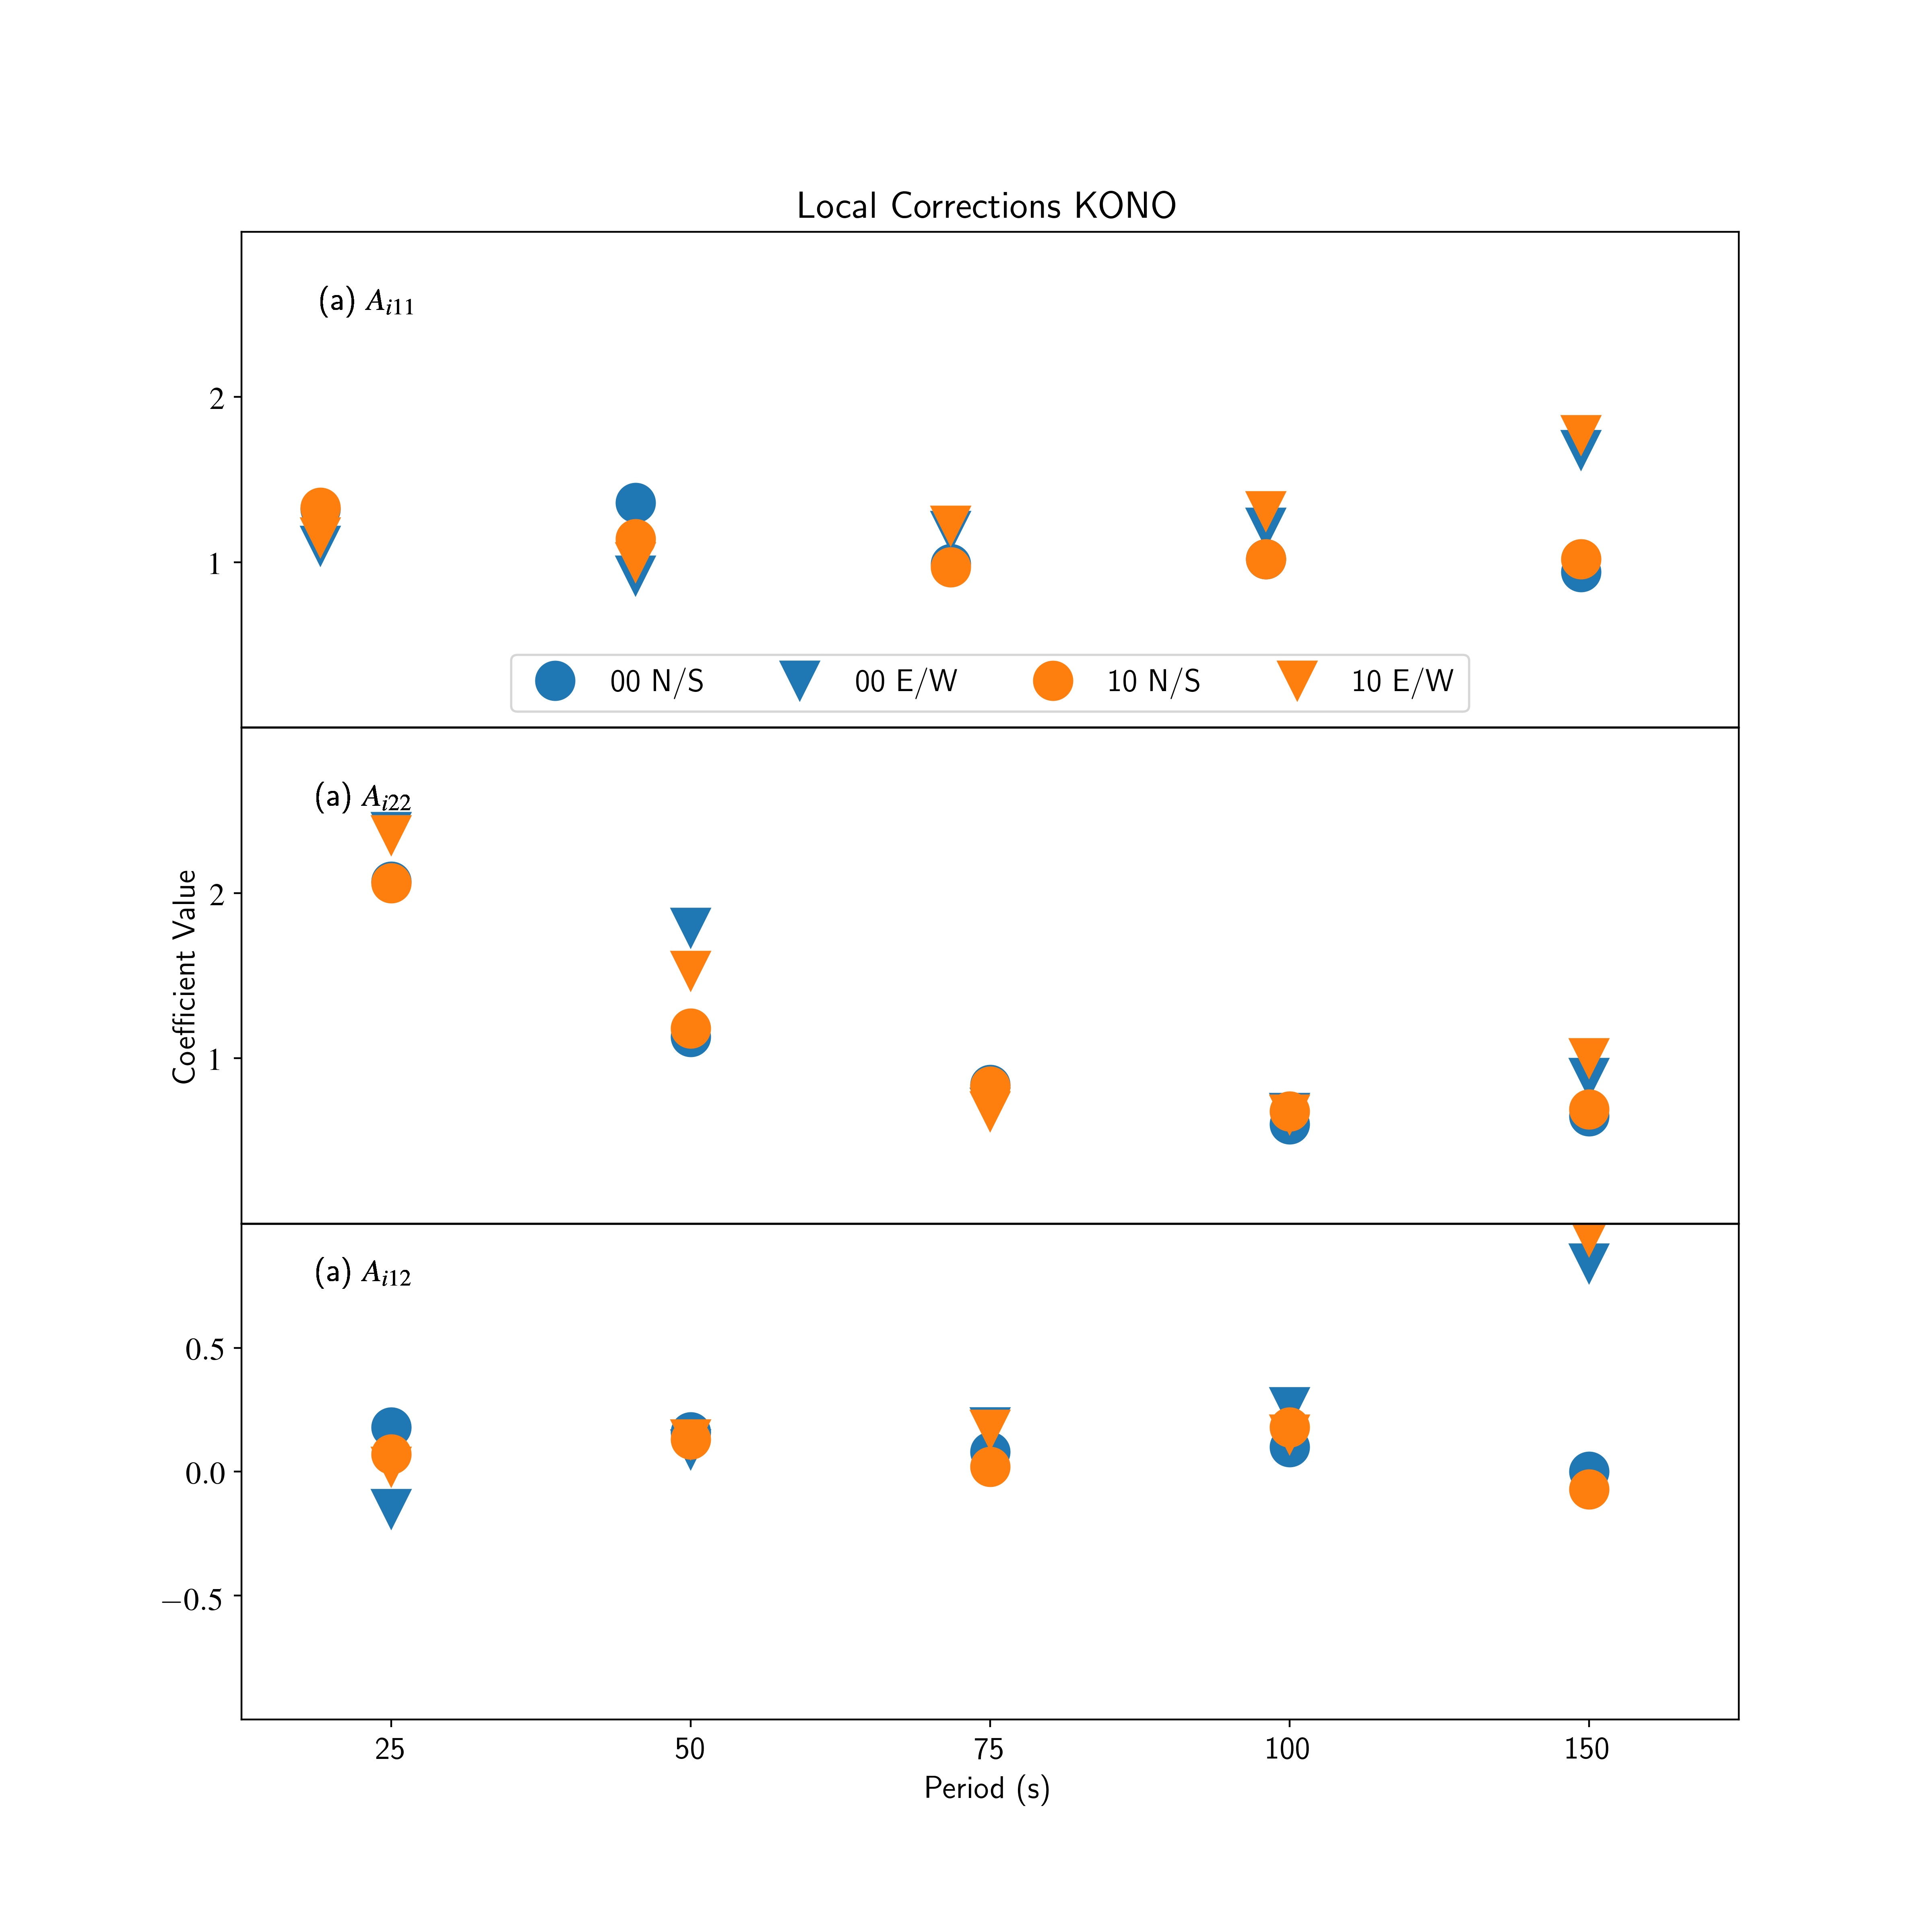 Local Corrections KONO
(a) A_{i11}
2
1
00 N/S 00 E/W 10 N/S 10 E/W
(a) A_{i22}
2
1
Coefficient Value
(a) A_{i12}
0.5
0.0
−0.5
25 50 75 100 150
Period (s)